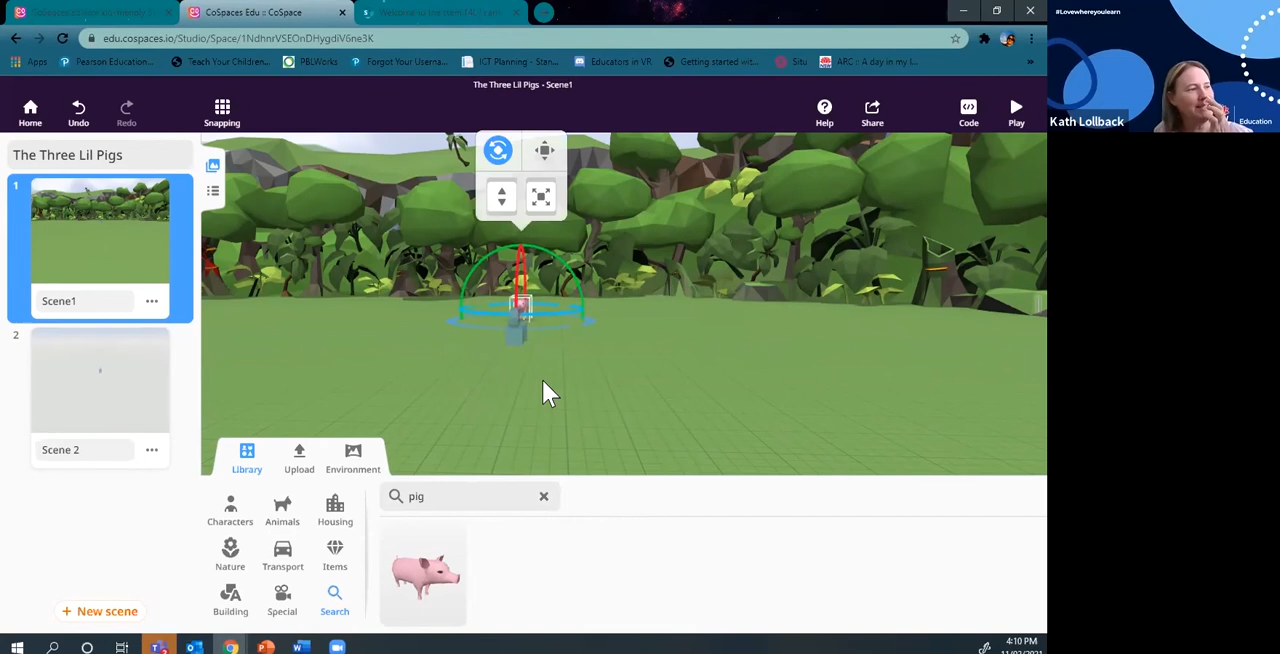 CoSpaces Edu :: CoSpace
edu.cospaces.io/Studio/Space/1NdhnrVSEOnDHygdiV6ne3K
Apps
Pearson Education...
Teach Your Children...
PBLWorks
Forgot Your Userna...
ICT Planning - Stan...
Educators in VR
Getting started wit...
Situ
ARC :: A day in my l...
»
#Lovewhereyoulearn
Kath Lollback
Education
The Three Lil Pigs - Scene1
Home
Undo
Redo
Snapping
Help
Share
Code
Play
The Three Lil Pigs
1
Scene1
2
Scene 2
+ New scene
Library
Upload
Environment
Characters
Animals
Housing
Nature
Transport
Items
Building
Special
Search
pig
4:10 PM